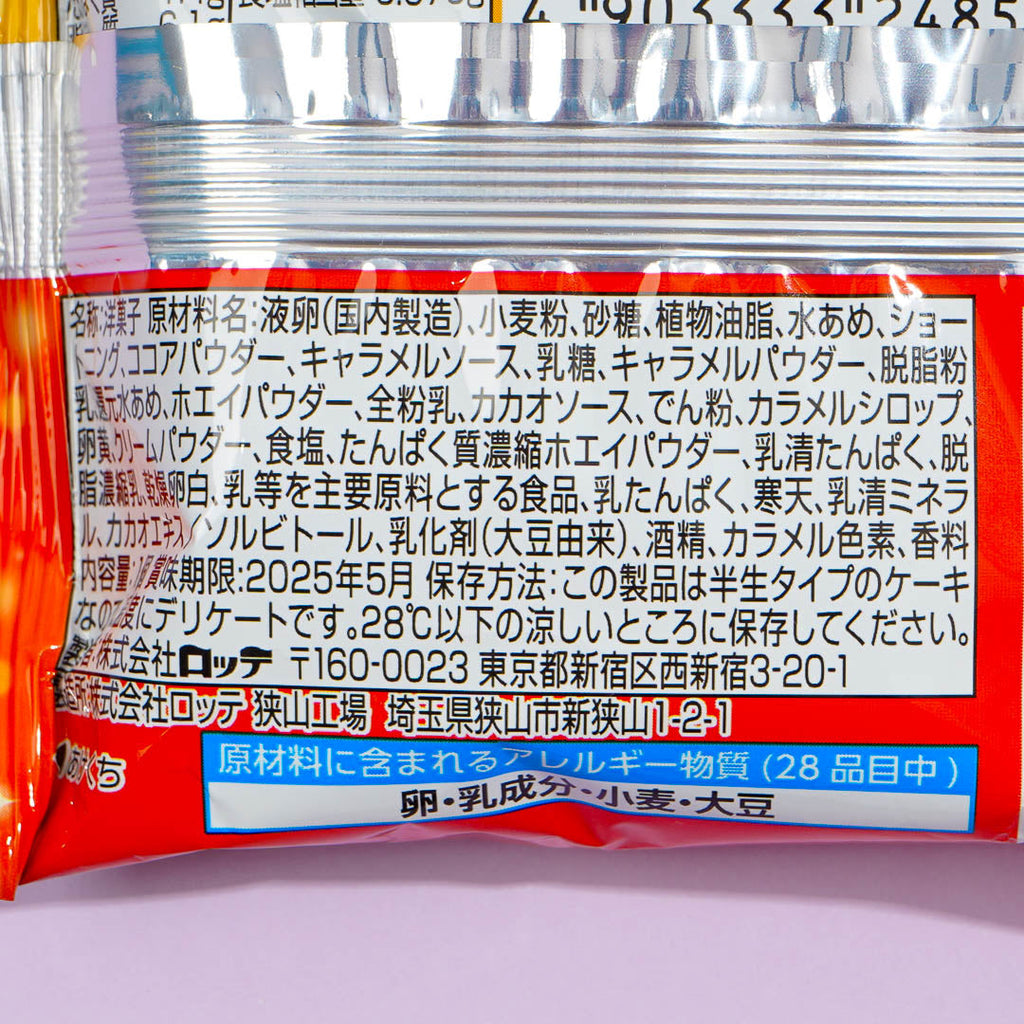 4 903333 2485
名称:洋菓子 原材料名:液卵(国内製造)、小麦粉、砂糖、植物油脂、水あめ、ショー
トニング、ココアパウダー、キャラメルソース、乳糖、キャラメルパウダー、脱脂粉
乳、還元水あめ、ホエイパウダー、全粉乳、カカオソース、でん粉、カラメルシロップ、
卵黄、クリームパウダー、食塩、たんぱく質濃縮ホエイパウダー、乳清たんぱく、脱
脂濃縮乳、乾燥卵白、乳等を主要原料とする食品、乳たんぱく、寒天、乳清ミネラ
ル、カカオエキス/ソルビトール、乳化剤(大豆由来)、酒精、カラメル色素、香料
内容量:1個 賞味期限:2025年5月 保存方法:この製品は半生タイプのケーキ
なので温度にデリケートです。28℃以下の涼しいところに保存してください。
株式会社ロッテ 〒160-0023 東京都新宿区西新宿3-20-1
株式会社ロッテ 狭山工場 埼玉県狭山市新狭山1-2-1
あけくち
原材料に含まれるアレルギー物質(28品目中)
卵・乳成分・小麦・大豆